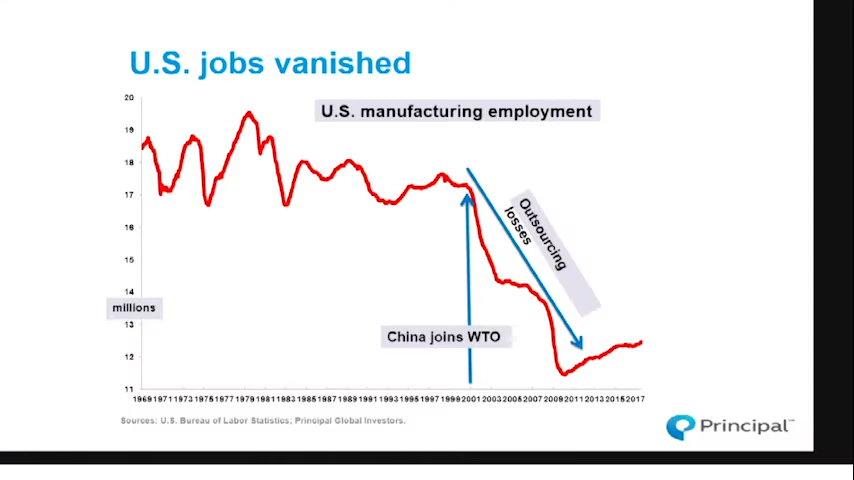 U.S. jobs vanished
U.S. manufacturing employment
20
19
18
17
16
15
14
13
12
11
millions
Outsourcing
losses
China joins WTO
1969 1971 1973 1975 1977 1979 1981 1983 1985 1987 1989 1991 1993 1995 1997 1999 2001 2003 2005 2007 2009 2011 2013 2015 2017
Sources: U.S. Bureau of Labor Statistics; Principal Global Investors.
Principal™